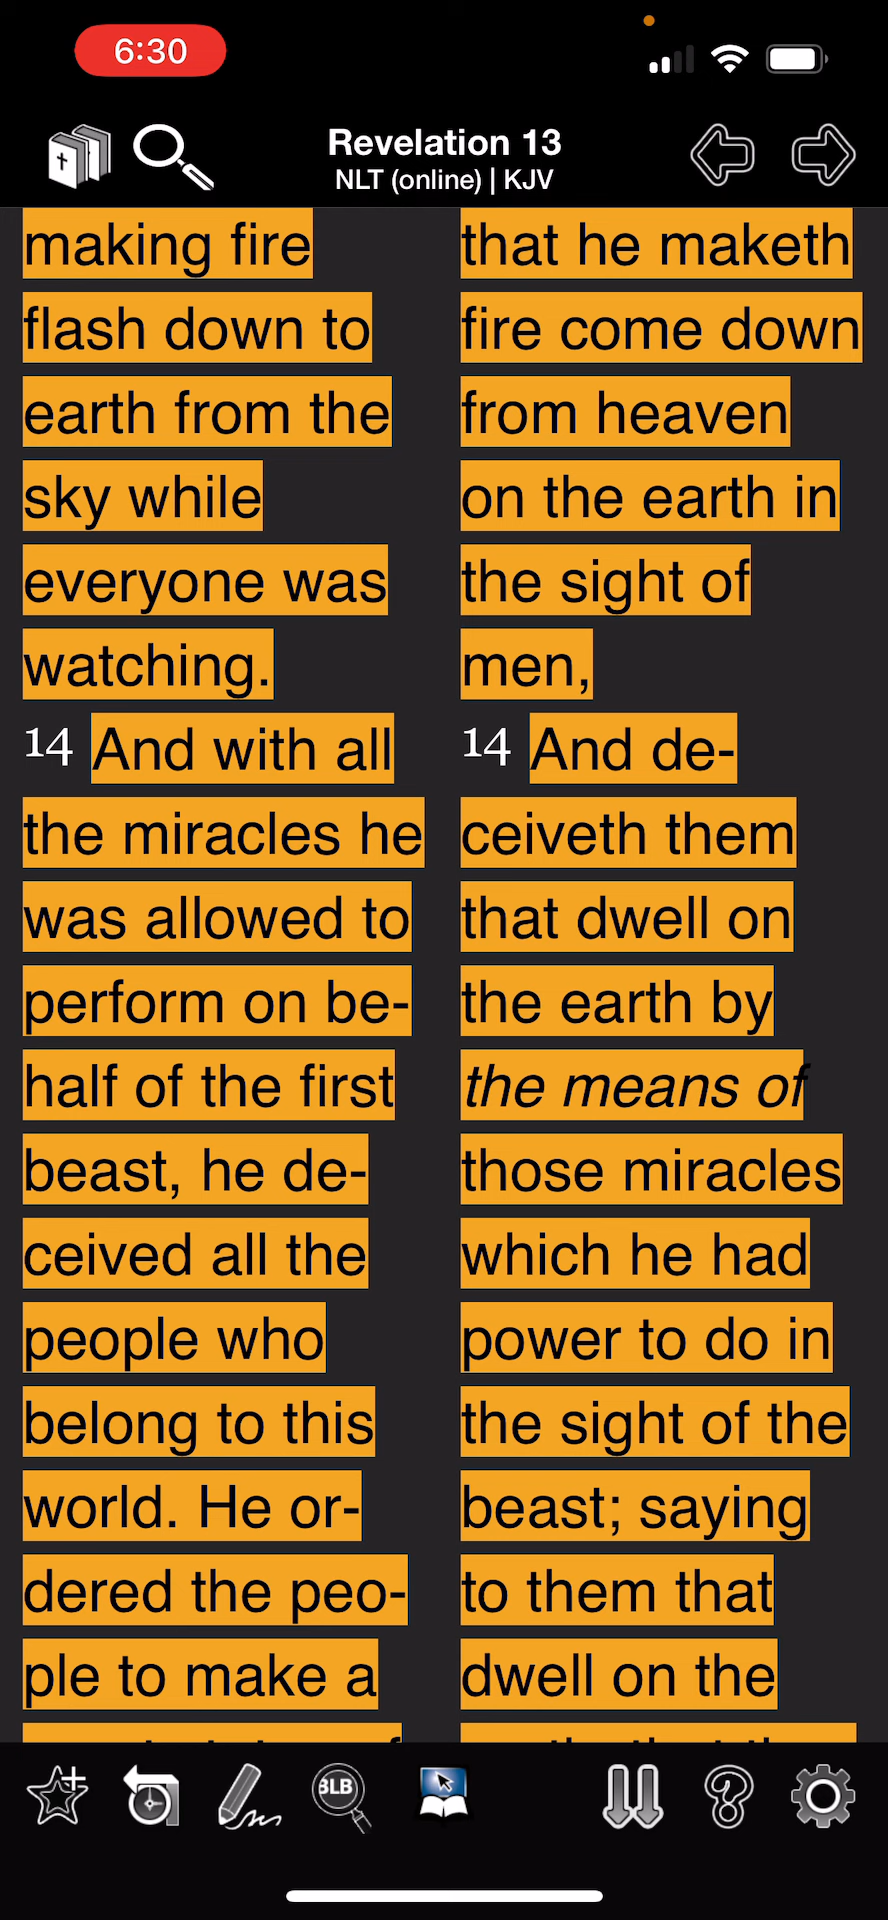 6:30
Revelation 13
NLT (online) | KJV
making fire
flash down to
earth from the
sky while
everyone was
watching.
14 And with all
the miracles he
was allowed to
perform on be-
half of the first
beast, he de-
ceived all the
people who
belong to this
world. He or-
dered the peo-
ple to make a
that he maketh
fire come down
from heaven
on the earth in
the sight of
men,
14 And de-
ceiveth them
that dwell on
the earth by
the means of
those miracles
which he had
power to do in
the sight of the
beast; saying
to them that
dwell on the
BLB